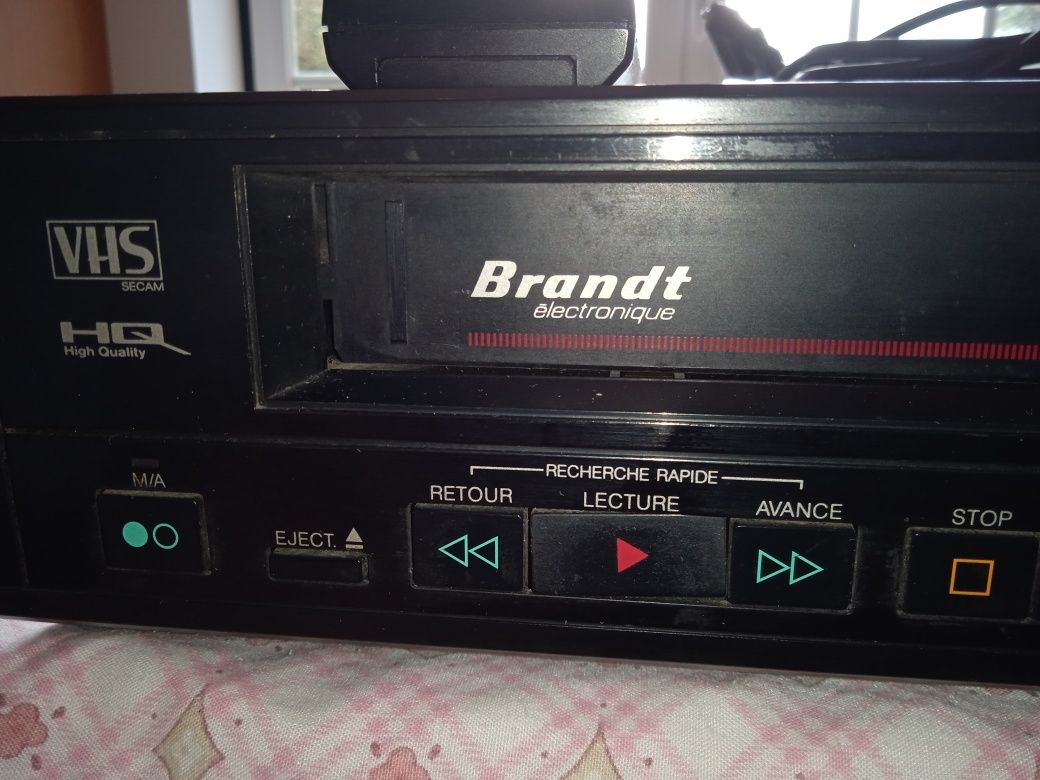 VHS
SECAM
HQ
High Quality
Brandt
électronique
M/A
EJECT.
RECHERCHE RAPIDE
RETOUR
LECTURE
AVANCE
STOP